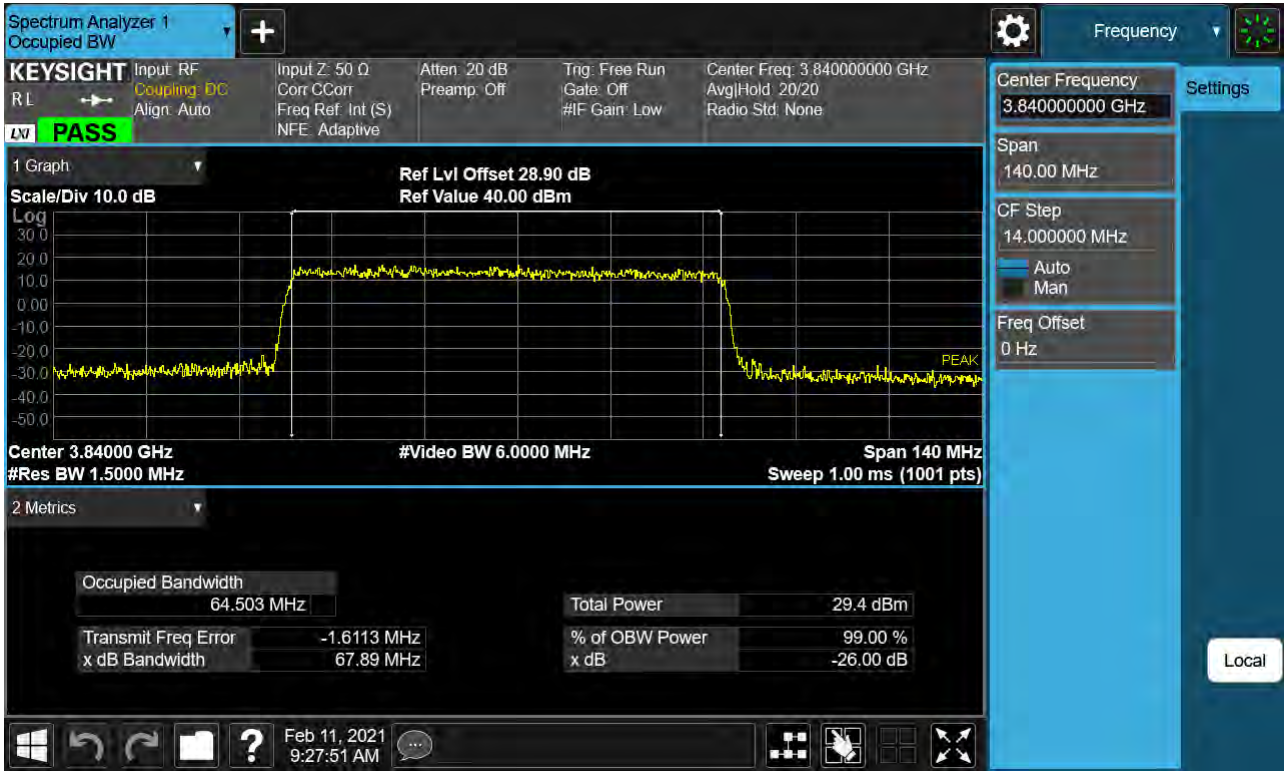 Spectrum Analyzer 1
Occupied BW
+
Frequency
KEYSIGHT
RL
LXI PASS
Input: RF
Coupling: DC
Align: Auto
Input Z: 50 Ω
Corr CCorr
Freq Ref: Int (S)
NFE: Adaptive
Atten: 20 dB
Preamp: Off
Trig: Free Run
Gate: Off
#IF Gain: Low
Center Freq: 3.840000000 GHz
Avg|Hold: 20/20
Radio Std: None
Center Frequency
3.840000000 GHz
Settings
Span
140.00 MHz
CF Step
14.000000 MHz
Auto
Man
Freq Offset
0 Hz
1 Graph
Scale/Div 10.0 dB
Ref Lvl Offset 28.90 dB
Ref Value 40.00 dBm
Log
30.0
20.0
10.0
0.00
-10.0
-20.0
-30.0
-40.0
-50.0
PEAK
Center 3.84000 GHz
#Video BW 6.0000 MHz
Span 140 MHz
#Res BW 1.5000 MHz
Sweep 1.00 ms (1001 pts)
2 Metrics
Occupied Bandwidth
64.503 MHz
Total Power 29.4 dBm
Transmit Freq Error -1.6113 MHz
% of OBW Power 99.00 %
x dB Bandwidth 67.89 MHz
x dB -26.00 dB
Local
?
Feb 11, 2021
9:27:51 AM